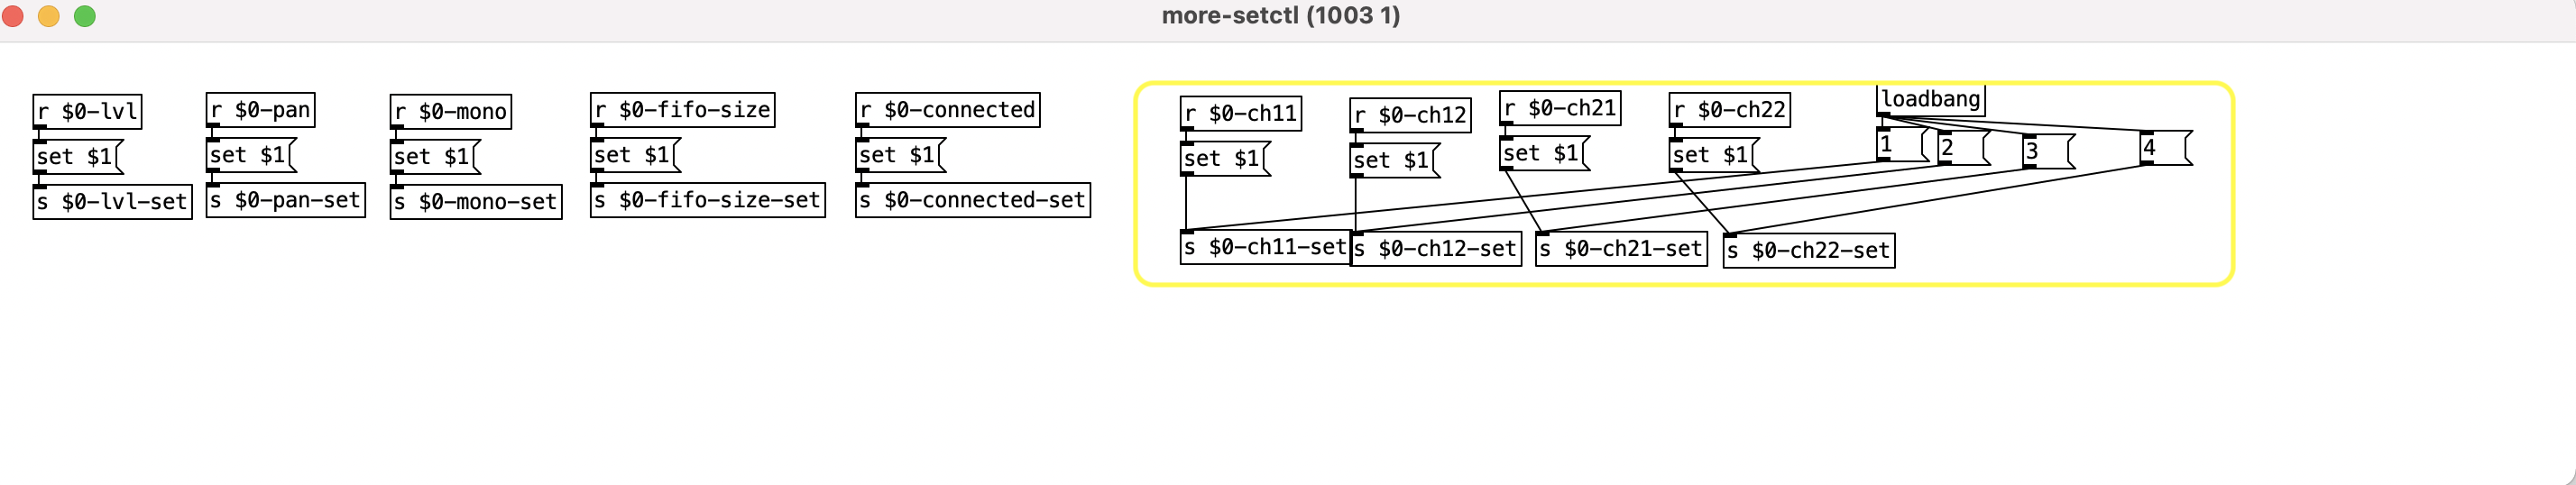 more-setctl (1003 1)
r $0-lvl
set $1
s $0-lvl-set
r $0-pan
set $1
s $0-pan-set
r $0-mono
set $1
s $0-mono-set
r $0-fifo-size
set $1
s $0-fifo-size-set
r $0-connected
set $1
s $0-connected-set
r $0-ch11
set $1
s $0-ch11-set
r $0-ch12
set $1
s $0-ch12-set
r $0-ch21
set $1
s $0-ch21-set
r $0-ch22
set $1
s $0-ch22-set
loadbang
1
2
3
4